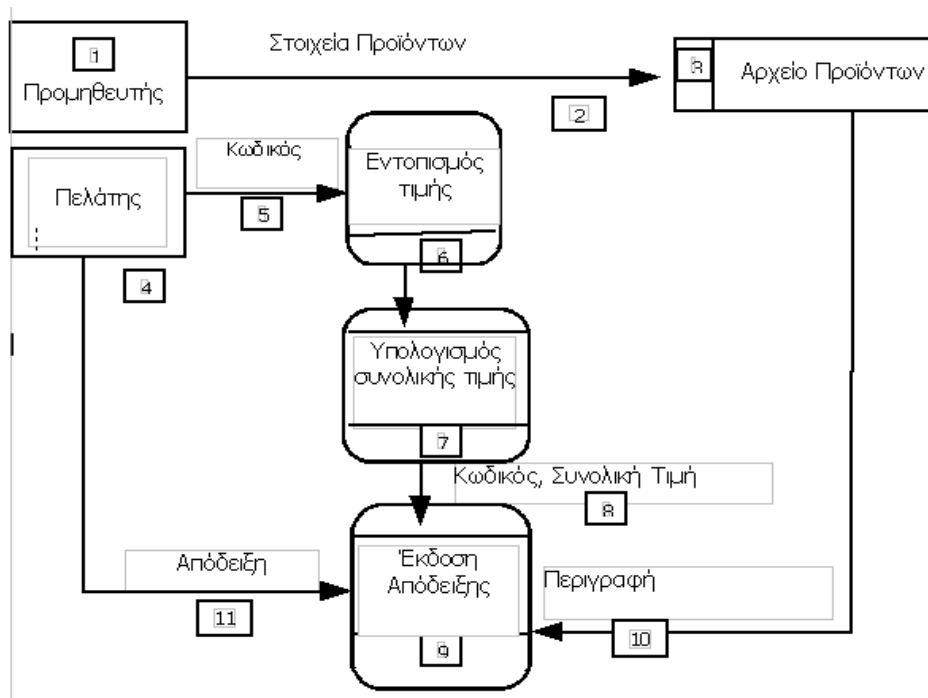 1
Προμηθευτής
Στοιχεία Προϊόντων
2
3
Αρχείο Προϊόντων
Πελάτης
4
Κωδικός
5
Εντοπισμός
τιμής
6
Υπολογισμός
συνολικής τιμής
7
Κωδικός, Συνολική Τιμή
8
Έκδοση
Απόδειξης
9
Απόδειξη
11
Περιγραφή
10